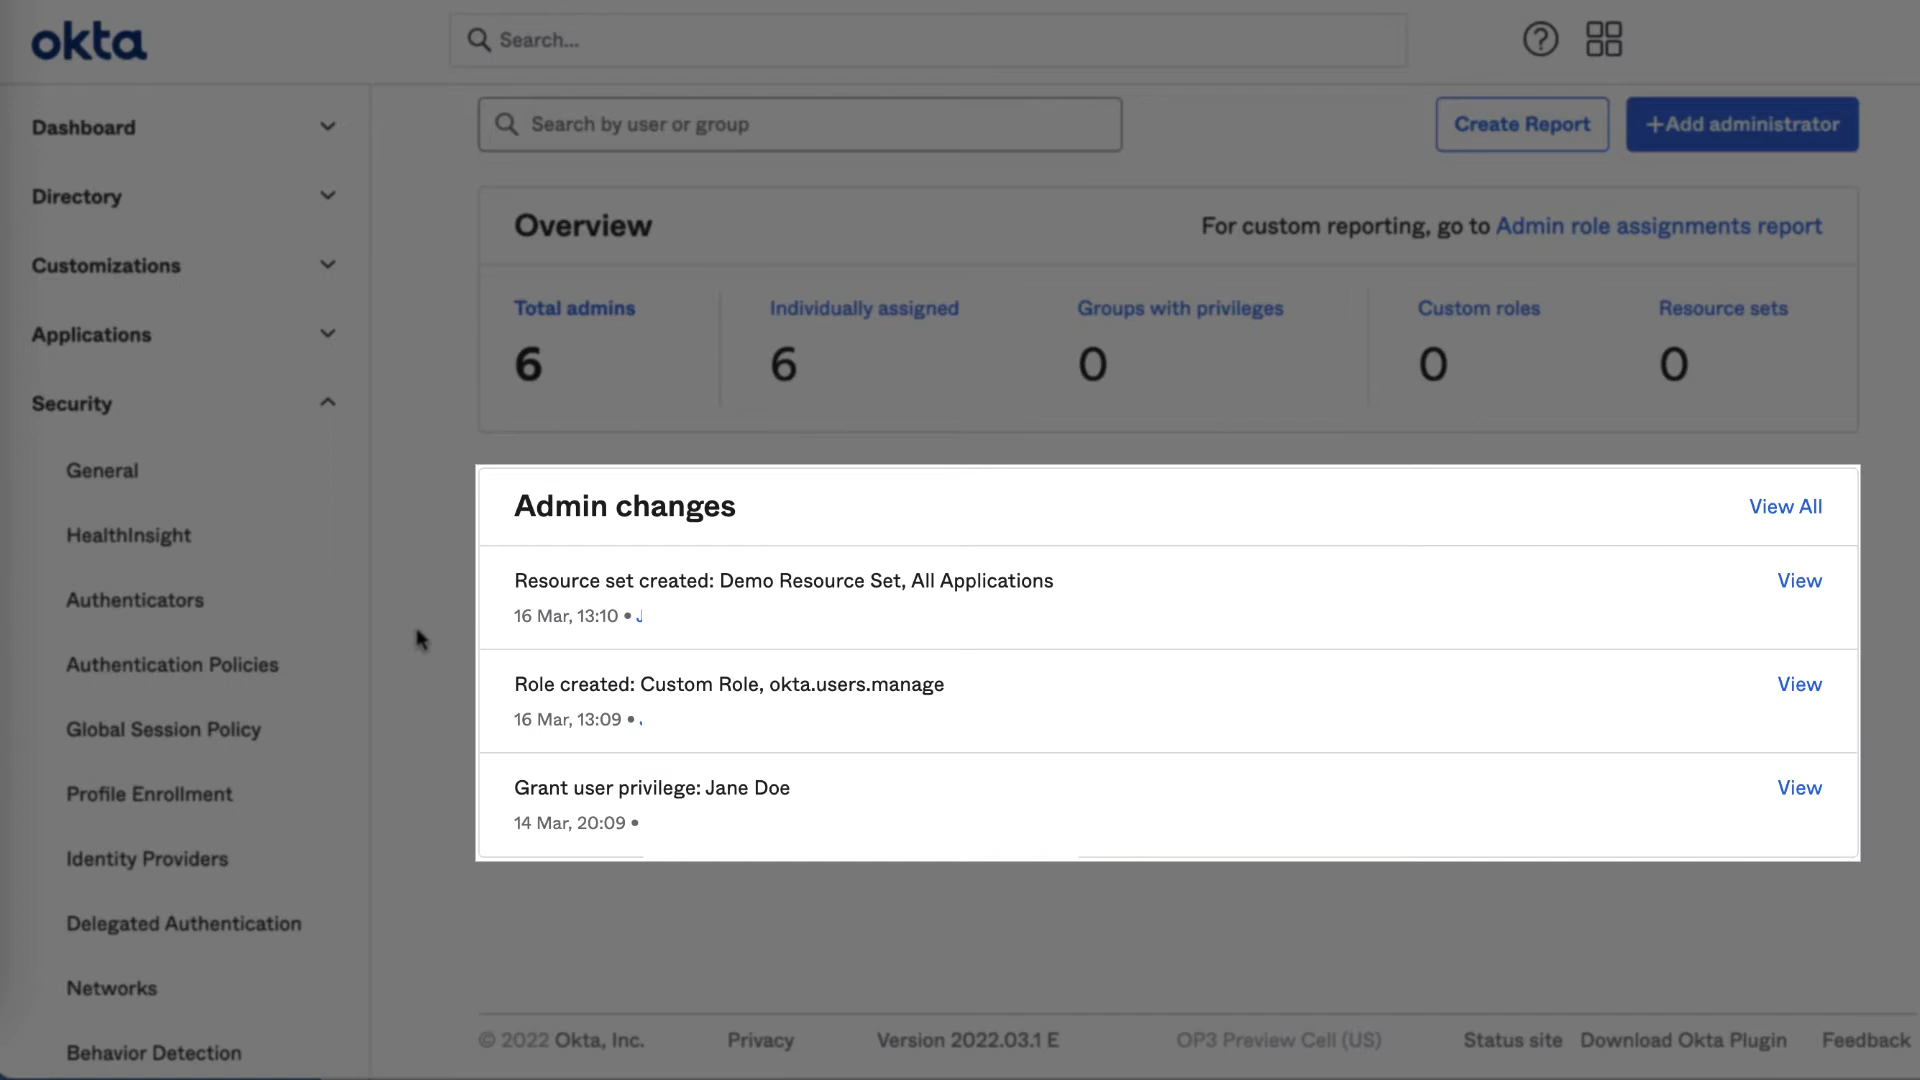 okta
Search...
Dashboard
Directory
Customizations
Applications
Security
General
HealthInsight
Authenticators
Authentication Policies
Global Session Policy
Profile Enrollment
Identity Providers
Delegated Authentication
Networks
Behavior Detection
Search by user or group
Create Report
+Add administrator
Overview
For custom reporting, go to Admin role assignments report
Total admins
6
Individually assigned
6
Groups with privileges
0
Custom roles
0
Resource sets
0
Admin changes
View All
Resource set created: Demo Resource Set, All Applications
View
16 Mar, 13:10 •
Role created: Custom Role, okta.users.manage
View
16 Mar, 13:09 •
Grant user privilege: Jane Doe
View
14 Mar, 20:09 •
© 2022 Okta, Inc.
Privacy
Version 2022.03.1 E
OP3 Preview Cell (US)
Status site
Download Okta Plugin
Feedback